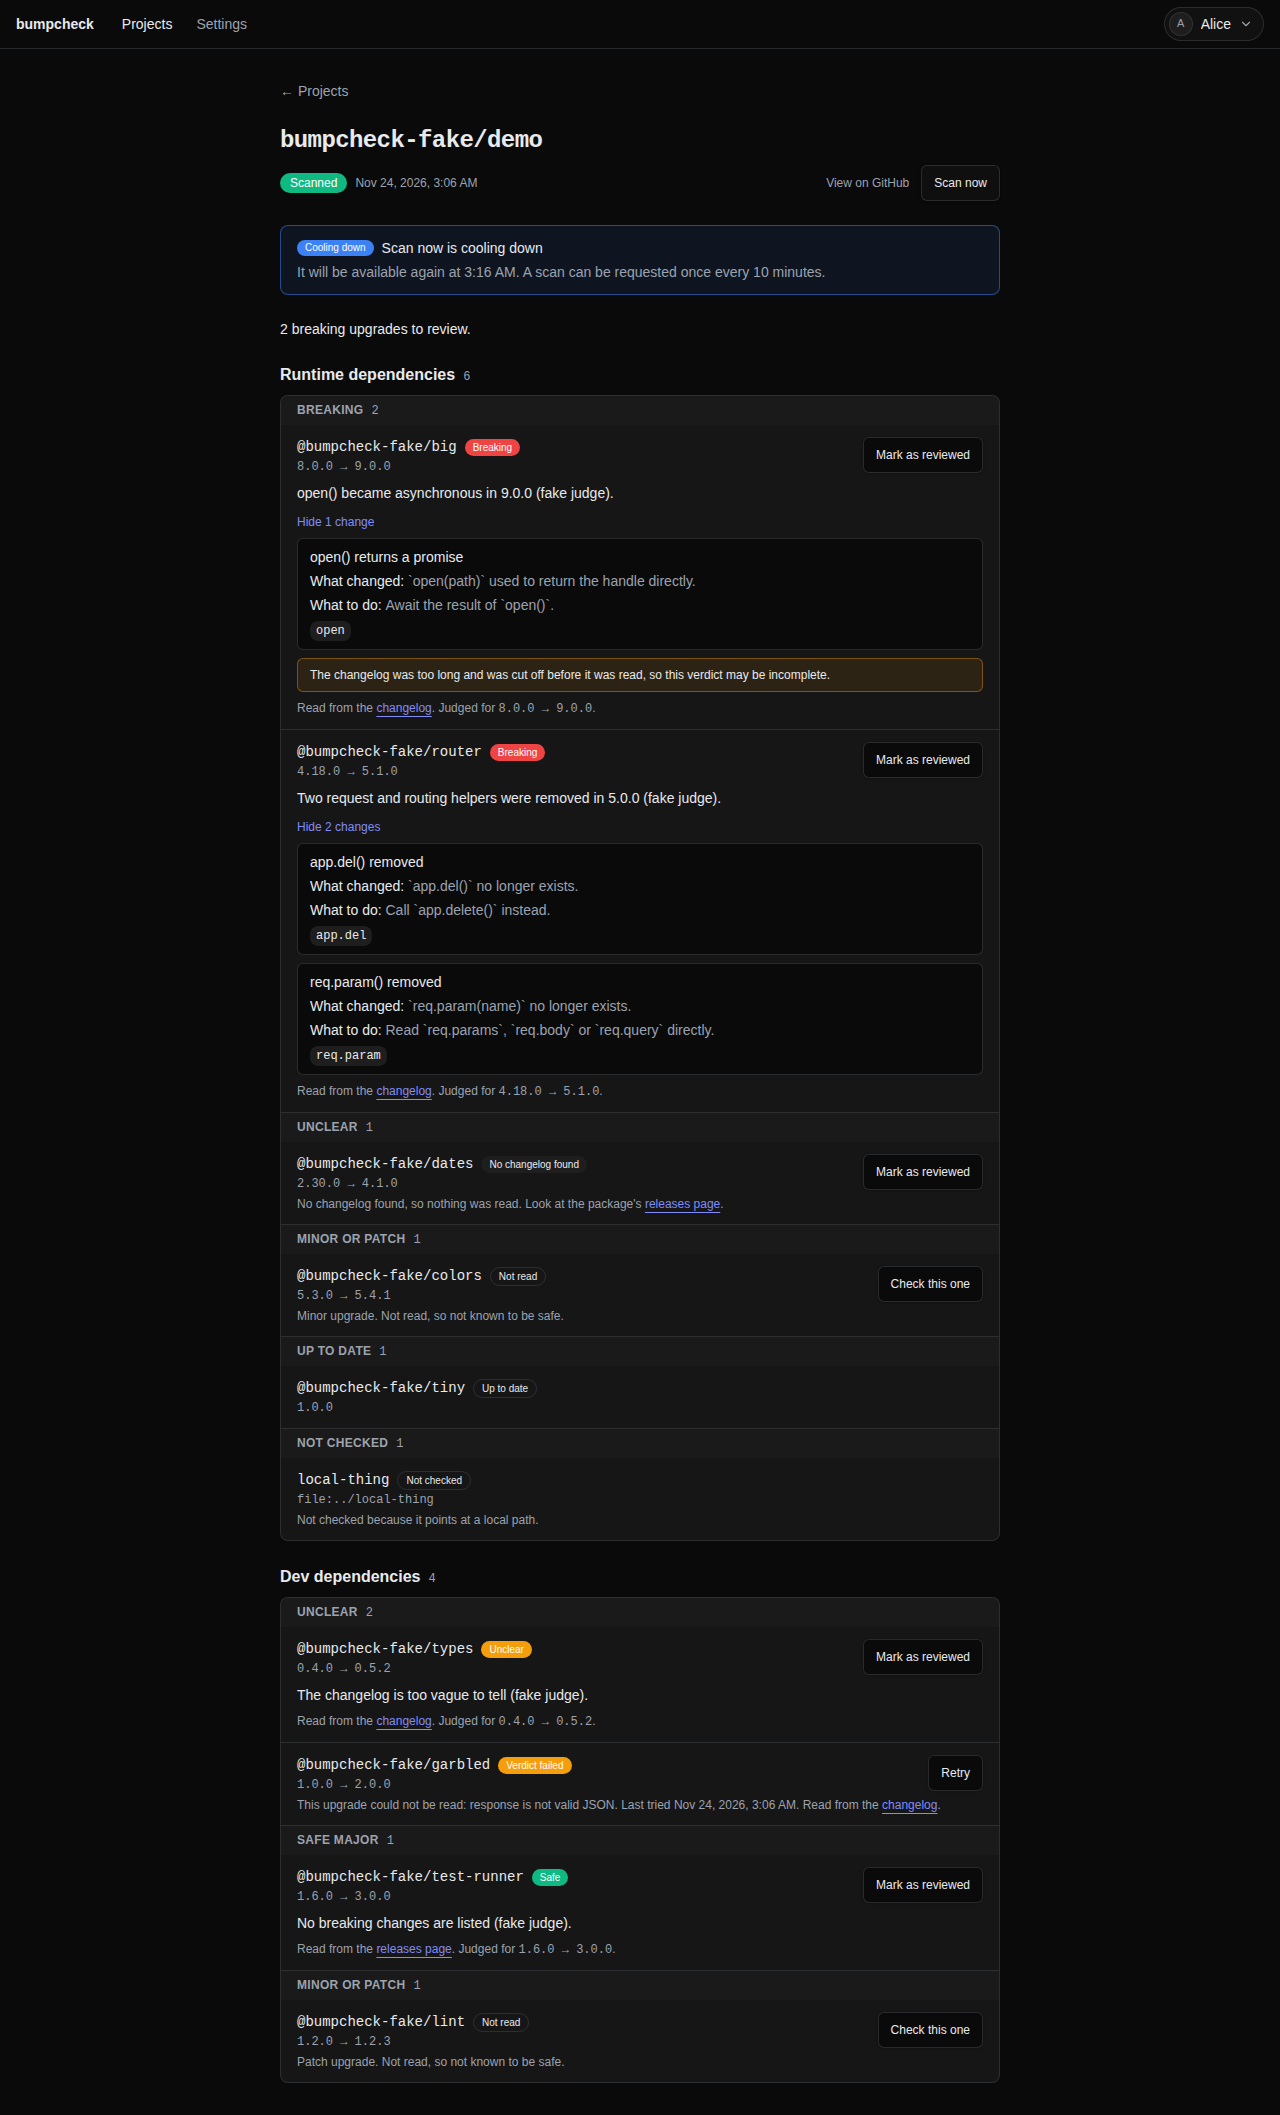 bumpcheck Projects Settings A Alice
← Projects
bumpcheck-fake/demo
Scanned Nov 24, 2026, 3:06 AM View on GitHub Scan now
Cooling down Scan now is cooling down
It will be available again at 3:16 AM. A scan can be requested once every 10 minutes.
2 breaking upgrades to review.
Runtime dependencies 6
BREAKING 2
@bumpcheck-fake/big Breaking Mark as reviewed
8.0.0 → 9.0.0
open() became asynchronous in 9.0.0 (fake judge).
Hide 1 change
open() returns a promise
What changed: `open(path)` used to return the handle directly.
What to do: Await the result of `open()`.
open
The changelog was too long and was cut off before it was read, so this verdict may be incomplete.
Read from the changelog. Judged for 8.0.0 → 9.0.0.
@bumpcheck-fake/router Breaking Mark as reviewed
4.18.0 → 5.1.0
Two request and routing helpers were removed in 5.0.0 (fake judge).
Hide 2 changes
app.del() removed
What changed: `app.del()` no longer exists.
What to do: Call `app.delete()` instead.
app.del
req.param() removed
What changed: `req.param(name)` no longer exists.
What to do: Read `req.params`, `req.body` or `req.query` directly.
req.param
Read from the changelog. Judged for 4.18.0 → 5.1.0.
UNCLEAR 1
@bumpcheck-fake/dates No changelog found Mark as reviewed
2.30.0 → 4.1.0
No changelog found, so nothing was read. Look at the package's releases page.
MINOR OR PATCH 1
@bumpcheck-fake/colors Not read Check this one
5.3.0 → 5.4.1
Minor upgrade. Not read, so not known to be safe.
UP TO DATE 1
@bumpcheck-fake/tiny Up to date
1.0.0
NOT CHECKED 1
local-thing Not checked
file:../local-thing
Not checked because it points at a local path.
Dev dependencies 4
UNCLEAR 2
@bumpcheck-fake/types Unclear Mark as reviewed
0.4.0 → 0.5.2
The changelog is too vague to tell (fake judge).
Read from the changelog. Judged for 0.4.0 → 0.5.2.
@bumpcheck-fake/garbled Verdict failed Retry
1.0.0 → 2.0.0
This upgrade could not be read: response is not valid JSON. Last tried Nov 24, 2026, 3:06 AM. Read from the changelog.
SAFE MAJOR 1
@bumpcheck-fake/test-runner Safe Mark as reviewed
1.6.0 → 3.0.0
No breaking changes are listed (fake judge).
Read from the releases page. Judged for 1.6.0 → 3.0.0.
MINOR OR PATCH 1
@bumpcheck-fake/lint Not read Check this one
1.2.0 → 1.2.3
Patch upgrade. Not read, so not known to be safe.